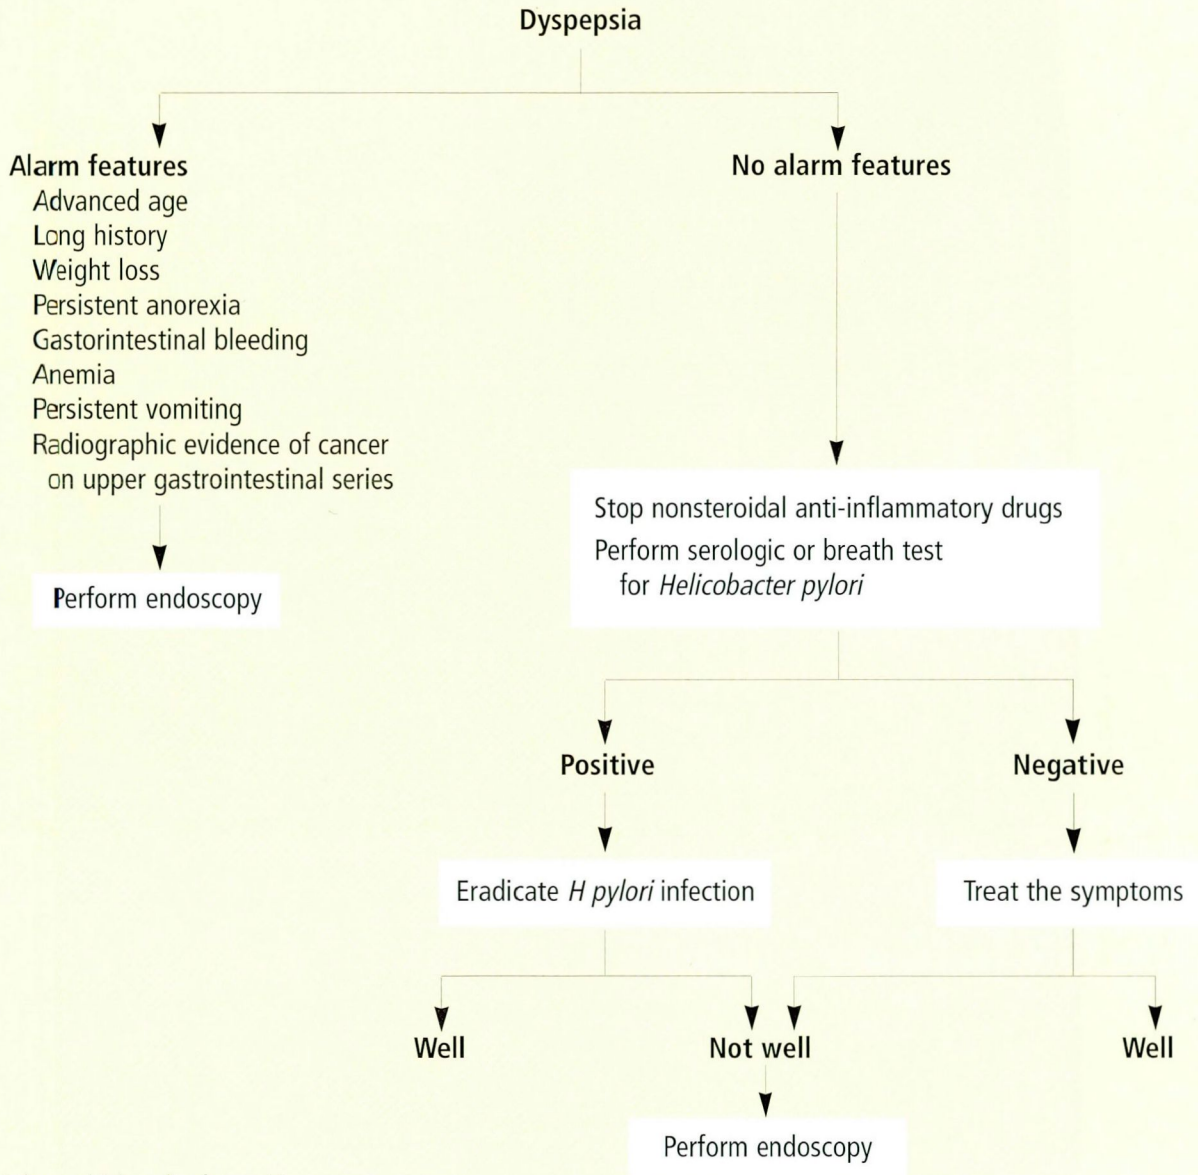 Dyspepsia
Alarm features
Advanced age
Long history
Weight loss
Persistent anorexia
Gastorintestinal bleeding
Anemia
Persistent vomiting
Radiographic evidence of cancer
on upper gastrointestinal series
Perform endoscopy
No alarm features
Stop nonsteroidal anti-inflammatory drugs
Perform serologic or breath test
for Helicobacter pylori
Positive
Negative
Eradicate H pylori infection
Treat the symptoms
Well
Not well
Well
Perform endoscopy